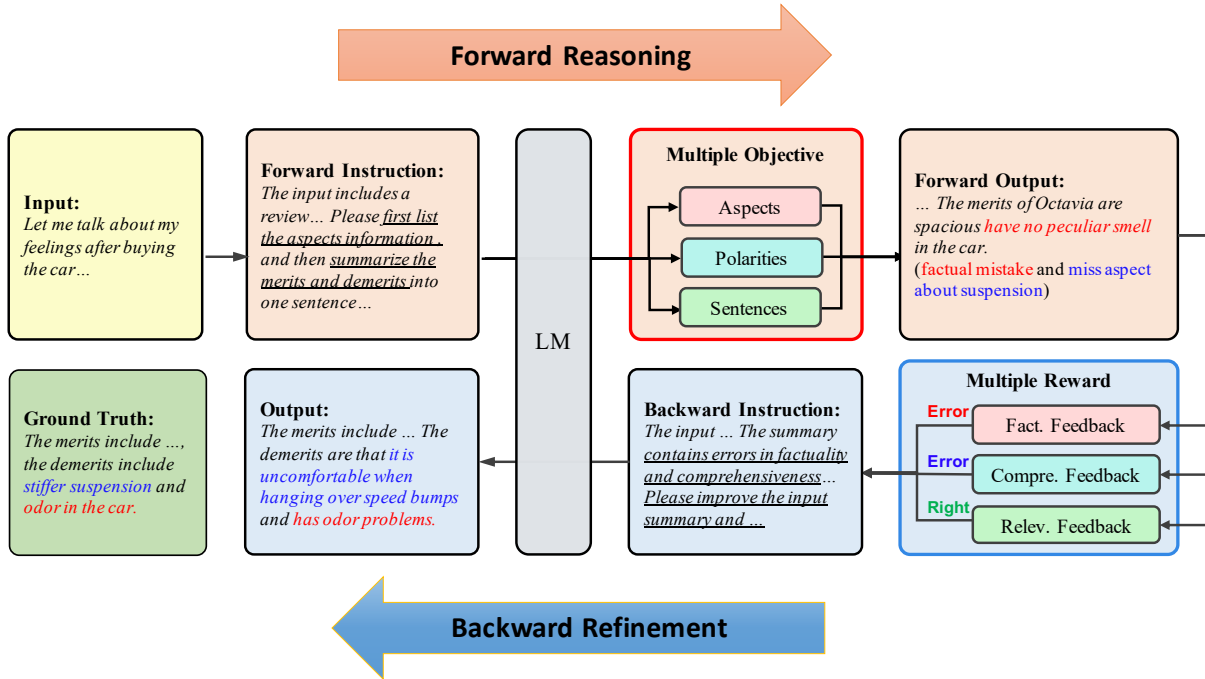 Forward Reasoning
Input:
Let me talk about my
feelings after buying
the car…
Forward Instruction:
The input includes a
review… Please first list
the aspects information ,
and then summarize the
merits and demerits into
one sentence…
LM
Multiple Objective
Aspects
Polarities
Sentences
Forward Output:
… The merits of Octavia are
spacious have no peculiar smell
in the car.
(factual mistake and miss aspect
about suspension)
Ground Truth:
The merits include …,
the demerits include
stiffer suspension and
odor in the car.
Output:
The merits include … The
demerits are that it is
uncomfortable when
hanging over speed bumps
and has odor problems.
Backward Instruction:
The input … The summary
contains errors in factuality
and comprehensiveness…
Please improve the input
summary and …
Multiple Reward
Error
Fact. Feedback
Error
Compre. Feedback
Right
Relev. Feedback
Backward Refinement